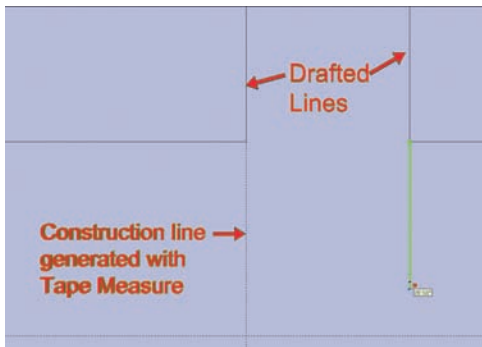 Drafted
Lines
Construction line
generated with
Tape Measure